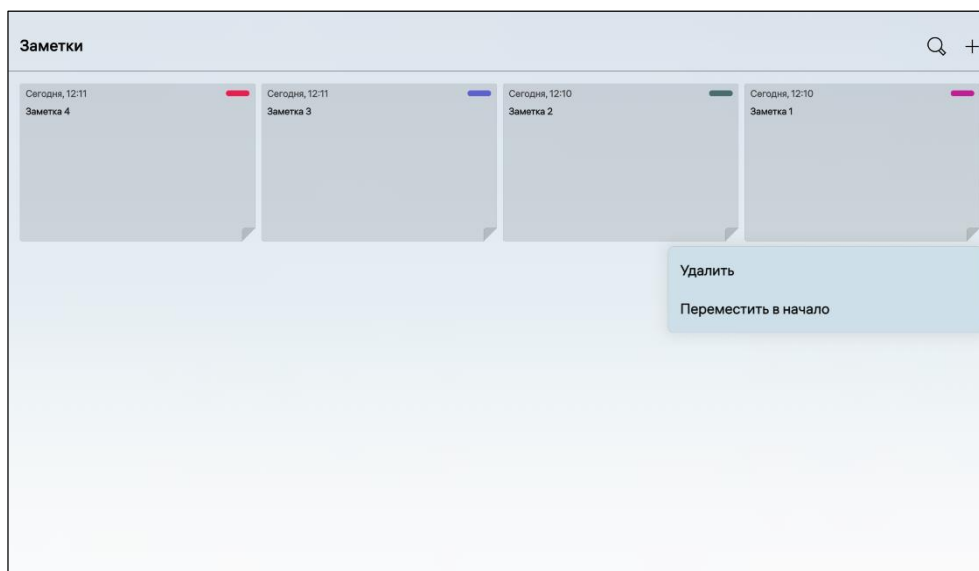 Заметки
Сегодня, 12:11
Заметка 4
Сегодня, 12:11
Заметка 3
Сегодня, 12:10
Заметка 2
Сегодня, 12:10
Заметка 1
Удалить
Переместить в начало